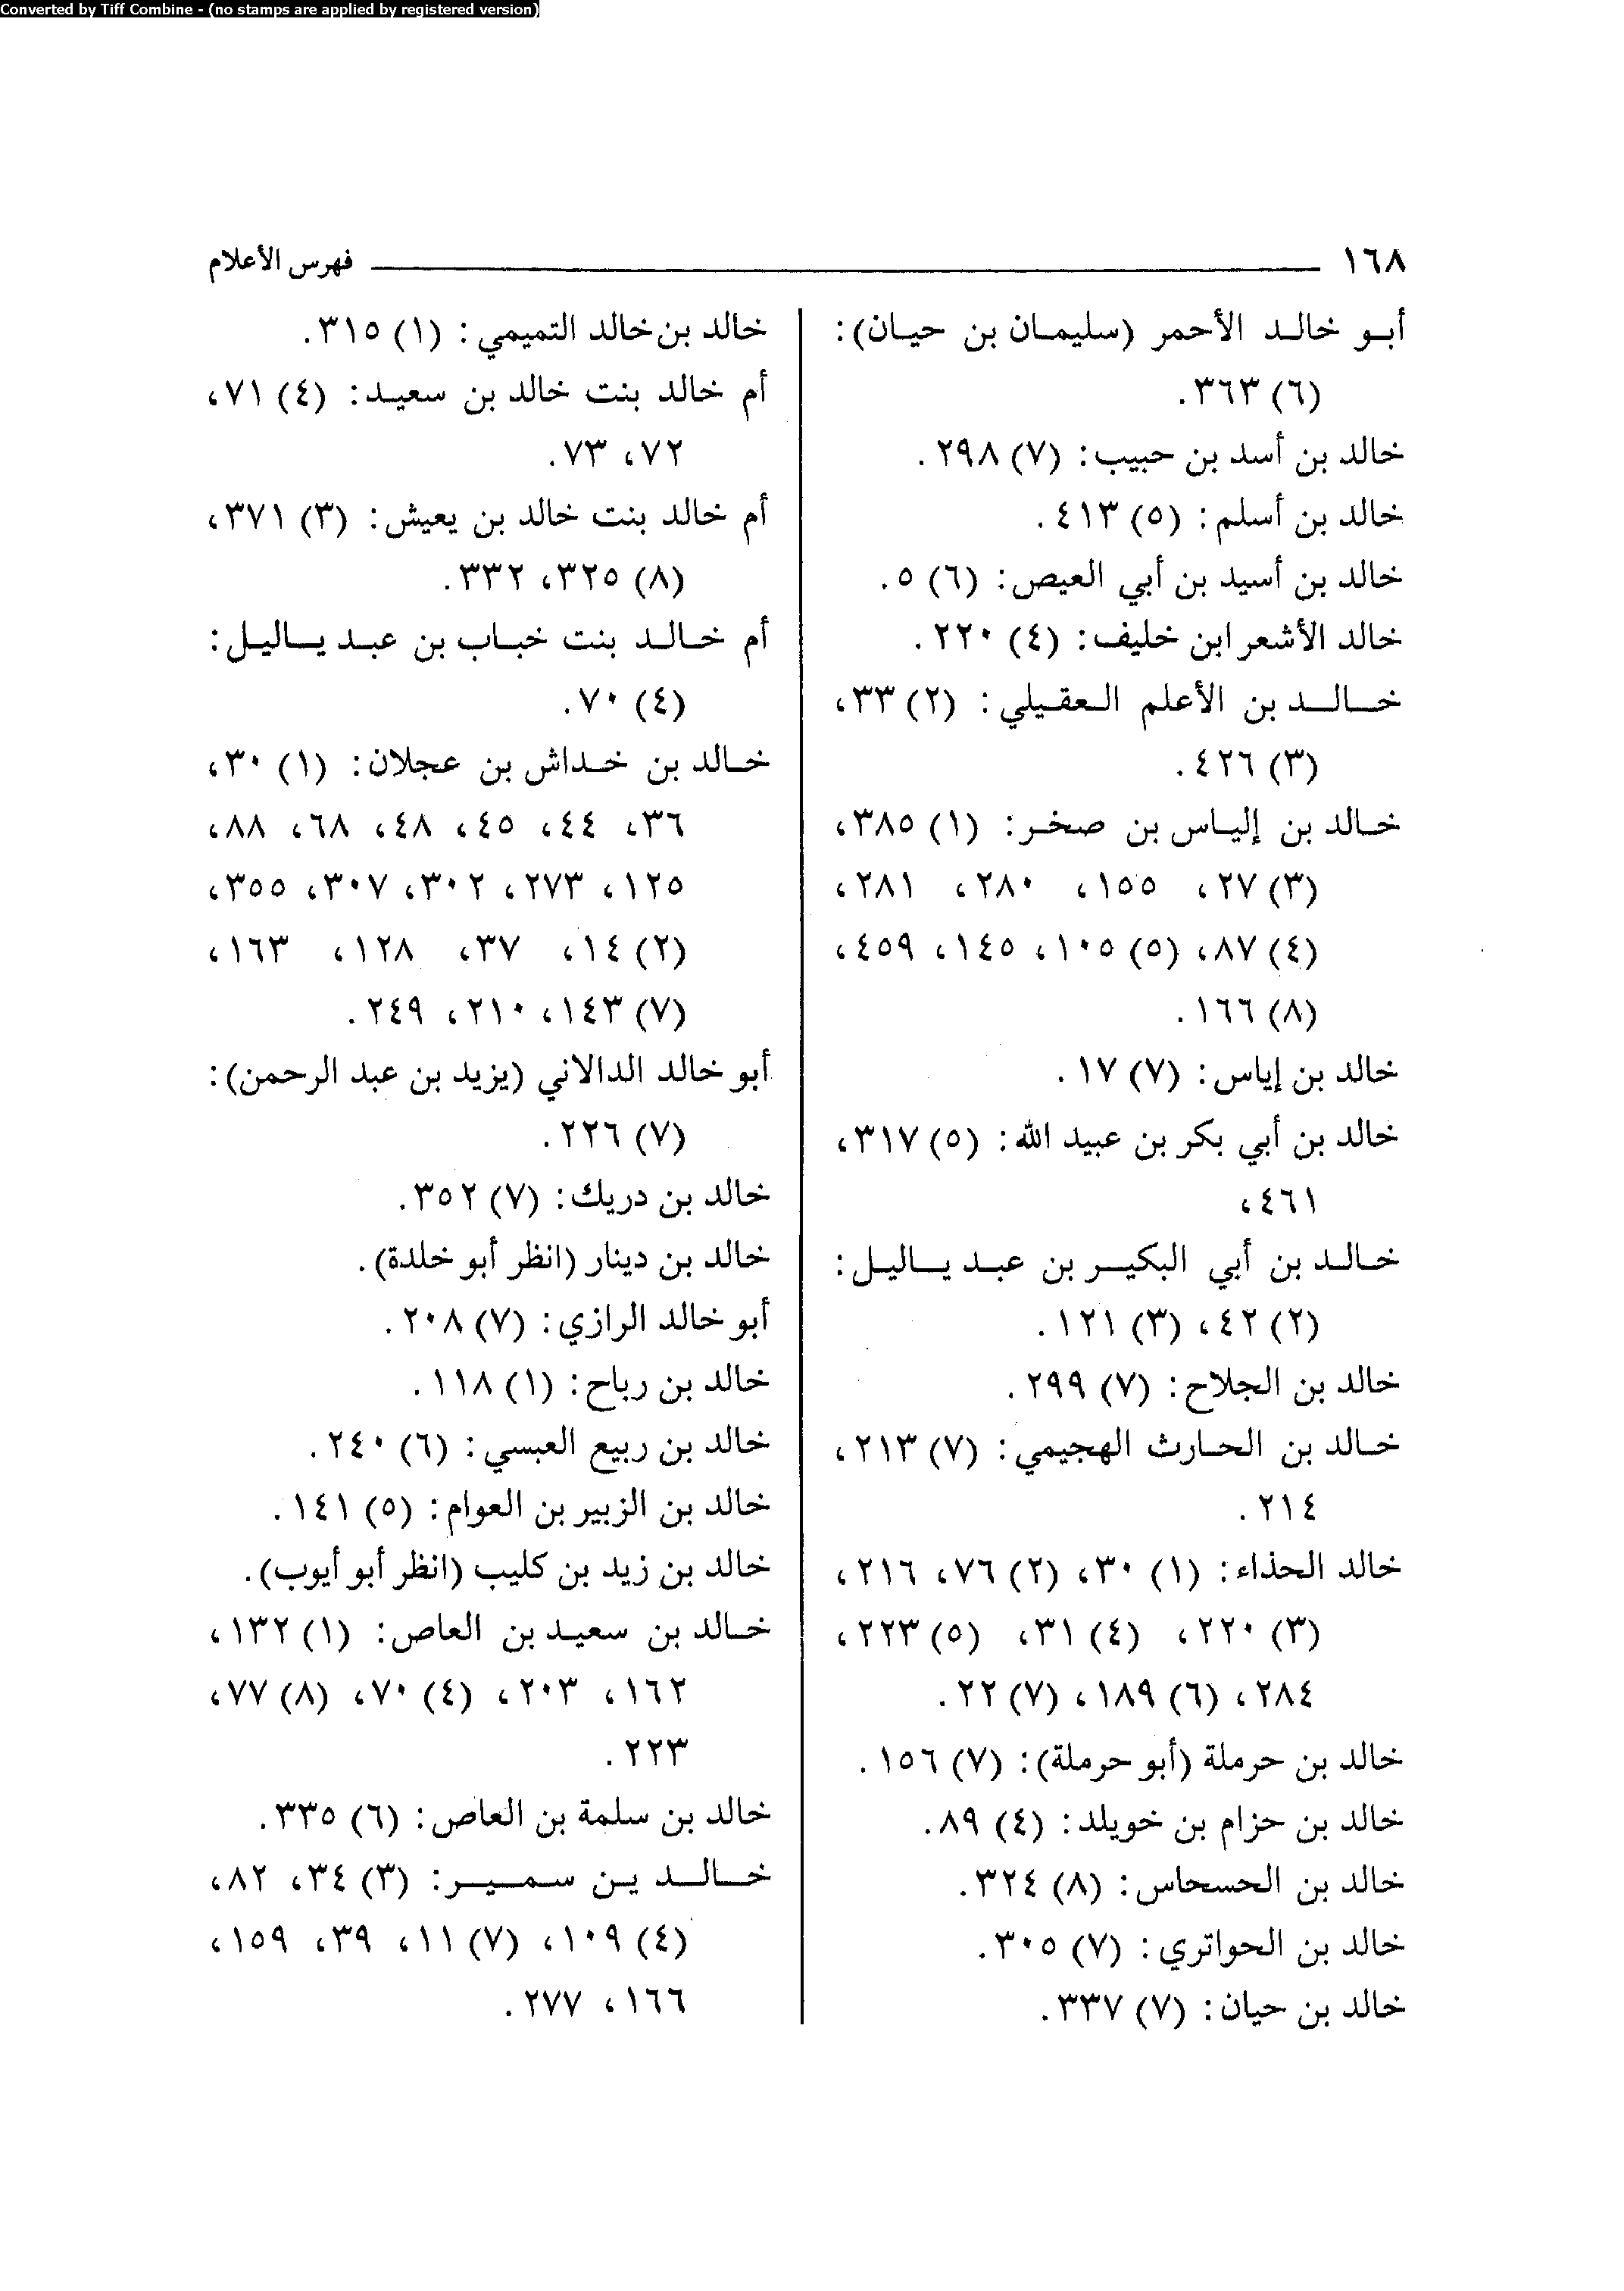 Converted by Tiff Combine - (no stamps are applied by registered version)
١٦٨ فهرس الأعلام
أبو خالد الأحمر (سليمان بن حيان):
(٦) ٣٦٣.
خالد بن أسد بن حبيب: (٧) ٢٩٨.
خالد بن أسلم: (٥) ٤١٣.
خالد بن أسيد بن أبي العيص: (٦) ٥.
خالد الأشعر ابن خليف: (٤) ٢٢٠.
خالد بن الأعلم العقيلي: (٢) ٣٣،
(٣) ٤٢٦.
خالد بن إلياس بن صخر: (١) ٣٨٥،
(٣) ٢٧، ١٥٥، ٢٨٠، ٢٨١،
(٤) ٨٧، (٥) ١٠٥، ١٤٥، ٤٥٩،
(٨) ١٦٦.
خالد بن إياس: (٧) ١٧.
خالد بن أبي بكر بن عبيد الله: (٥) ٣١٧،
٤٦١،
خالد بن أبي البكير بن عبد ياليل:
(٢) ٤٢، (٣) ١٢١.
خالد بن الجلاح: (٧) ٢٩٩.
خالد بن الحارث الهجيمي: (٧) ٢١٣،
٢١٤.
خالد الحذاء: (١) ٣٠، (٢) ٧٦، ٢١٦،
(٣) ٢٢٠، (٤) ٣١، (٥) ٢٢٣،
٢٨٤، (٦) ١٨٩، (٧) ٢٢.
خالد بن حرملة (أبو حرملة): (٧) ١٥٦.
خالد بن حزام بن خويلد: (٤) ٨٩.
خالد بن الحسحاس: (٨) ٣٢٤.
خالد بن الحواتري: (٧) ٣٠٥.
خالد بن حيان: (٧) ٣٣٧.
خالد بن خالد التميمي: (١) ٣١٥.
أم خالد بنت خالد بن سعيد: (٤) ٧١،
٧٢، ٧٣.
أم خالد بنت خالد بن يعيش: (٣) ٣٧١،
(٨) ٣٢٥، ٣٣٢.
أم خالد بنت خباب بن عبد ياليل:
(٤) ٧٠.
خالد بن خداش بن عجلان: (١) ٣٠،
٣٦، ٤٤، ٤٥، ٤٨، ٦٨، ٨٨،
١٢٥، ٢٧٣، ٣٠٢، ٣٠٧، ٣٥٥،
(٢) ١٤، ٣٧، ١٢٨، ١٦٣،
(٧) ١٤٣، ٢١٠، ٢٤٩.
أبو خالد الدالاني (يزيد بن عبد الرحمن):
(٧) ٢٢٦.
خالد بن دريك: (٧) ٣٥٢.
خالد بن دينار (انظر أبو خلدة).
أبو خالد الرازي: (٧) ٢٠٨.
خالد بن رباح: (١) ١١٨.
خالد بن ربيع العبسي: (٦) ٢٤٠.
خالد بن الزبير بن العوام: (٥) ١٤١.
خالد بن زيد بن كليب (انظر أبو أيوب).
خالد بن سعيد بن العاص: (١) ١٣٢،
١٦٢، ٢٠٣، (٤) ٧٠، (٨) ٧٧،
٢٢٣.
خالد بن سلمة بن العاص: (٦) ٣٣٥.
خالد ين سمير: (٣) ٣٤، ٨٢،
(٤) ١٠٩، (٧) ١١، ٣٩، ١٥٩،
١٦٦، ٢٧٧.